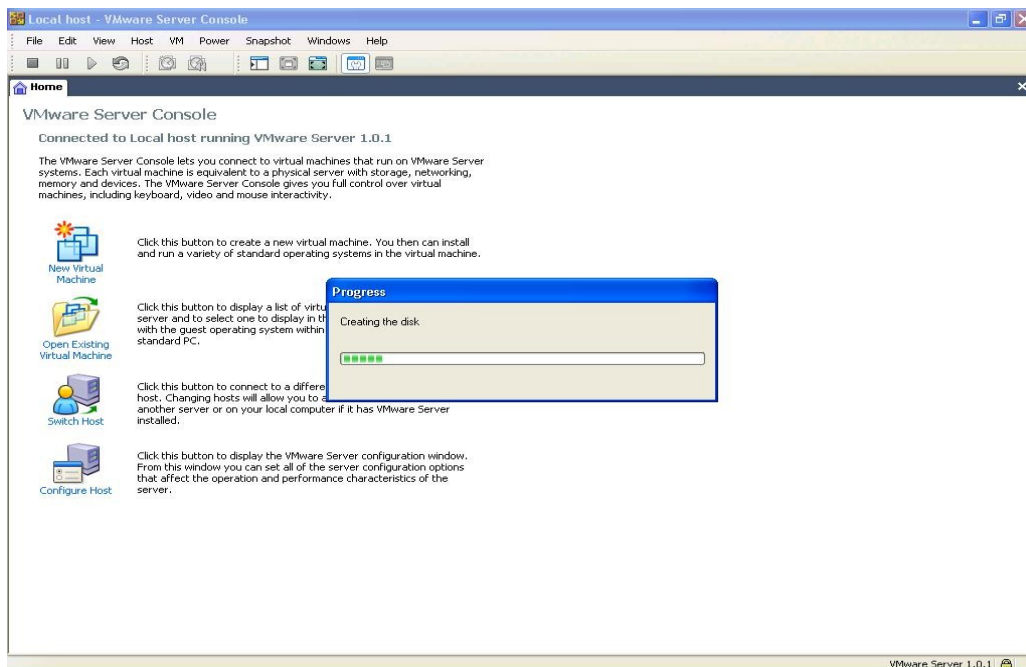 Local host - VMware Server Console
File Edit View Host VM Power Snapshot Windows Help
Home
VMware Server Console
Connected to Local host running VMware Server 1.0.1
The VMware Server Console lets you connect to virtual machines that run on VMware Server
systems. Each virtual machine is equivalent to a physical server with storage, networking,
memory and devices. The VMware Server Console gives you full control over virtual
machines, including keyboard, video and mouse interactivity.
New Virtual
Machine
Click this button to create a new virtual machine. You then can install
and run a variety of standard operating systems in the virtual machine.
Open Existing
Virtual Machine
Click this button to display a list of virtu
server and to select one to display in th
with the guest operating system within
standard PC.
Progress
Creating the disk
Switch Host
Click this button to connect to a differe
host. Changing hosts will allow you to a
another server or on your local computer if it has VMware Server
installed.
Configure Host
Click this button to display the VMware Server configuration window.
From this window you can set all of the server configuration options
that affect the operation and performance characteristics of the
server.
VMware Server 1.0.1